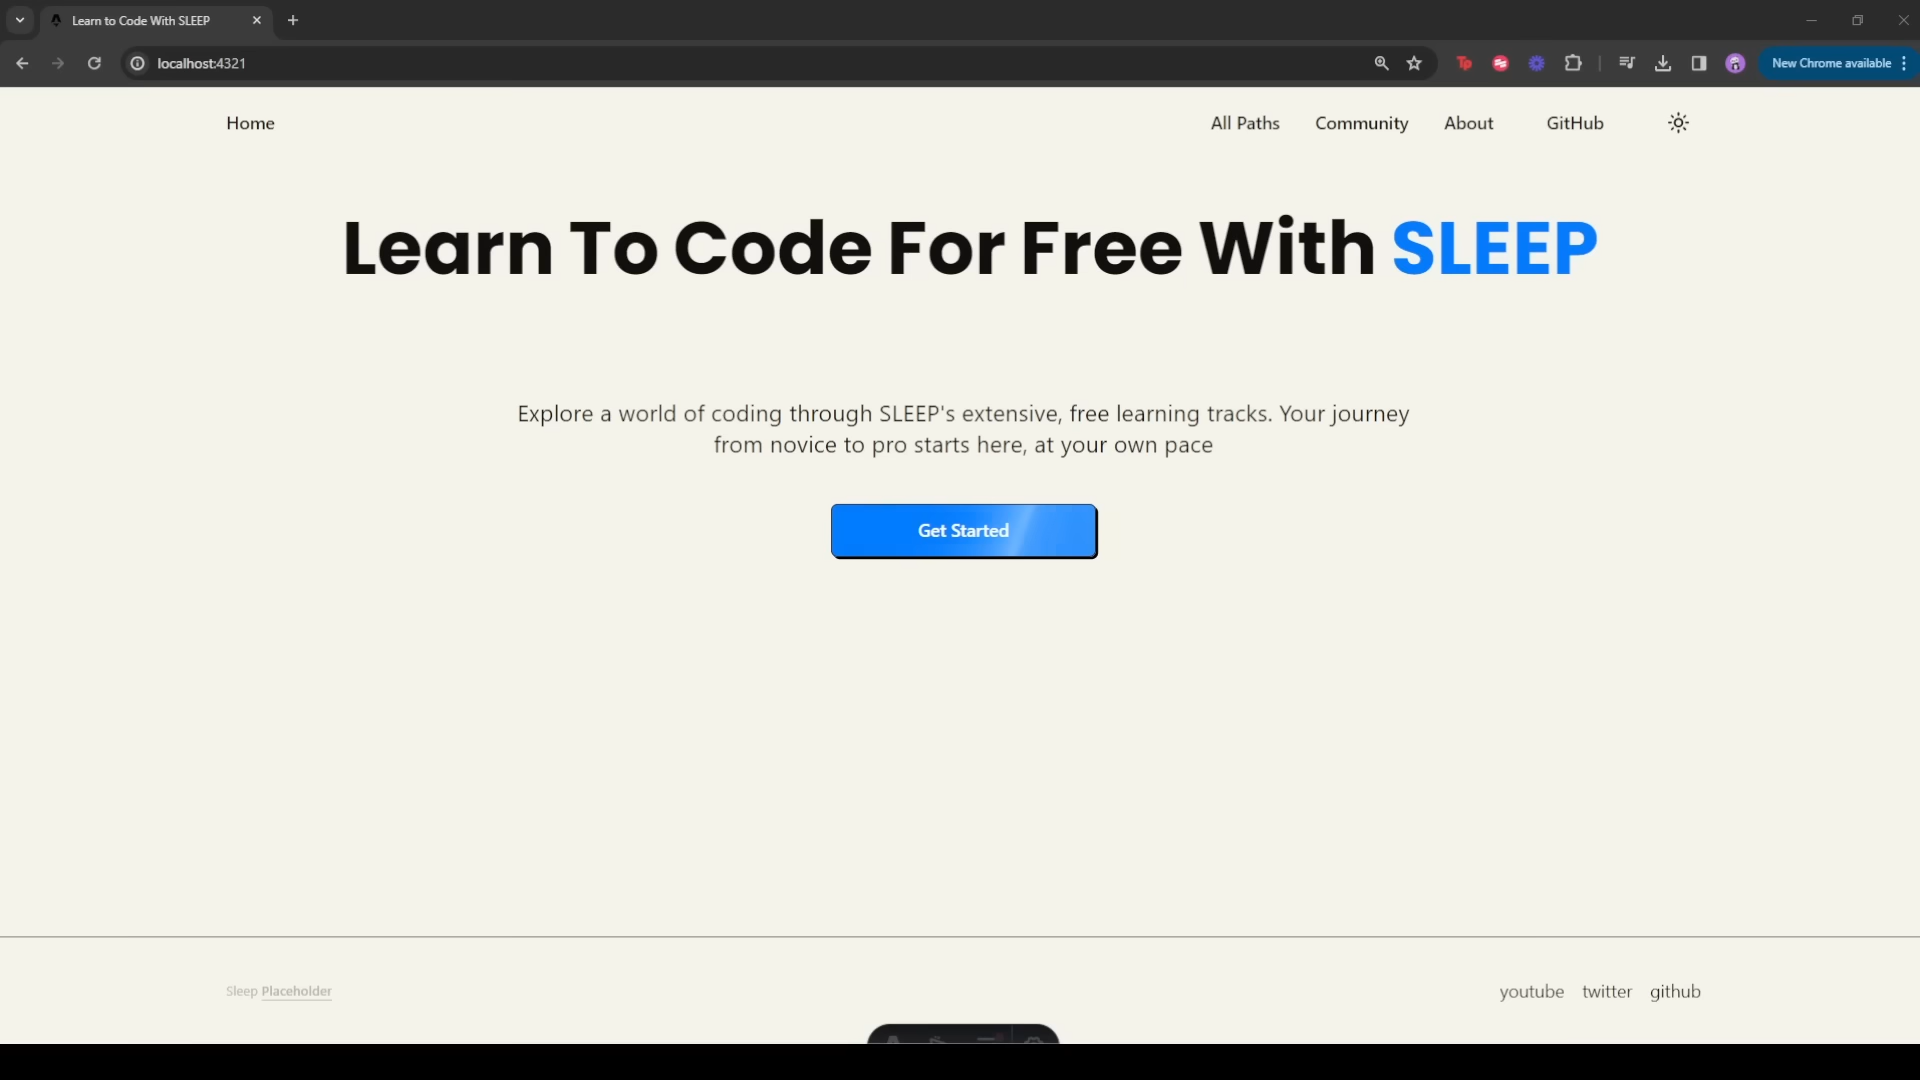 Learn to Code With SLEEP
localhost:4321
Tp
New Chrome available
Home
All Paths
Community
About
GitHub
Learn To Code For Free With SLEEP
Explore a world of coding through SLEEP's extensive, free learning tracks. Your journey
from novice to pro starts here, at your own pace
Get Started
Sleep Placeholder
youtube
twitter
github